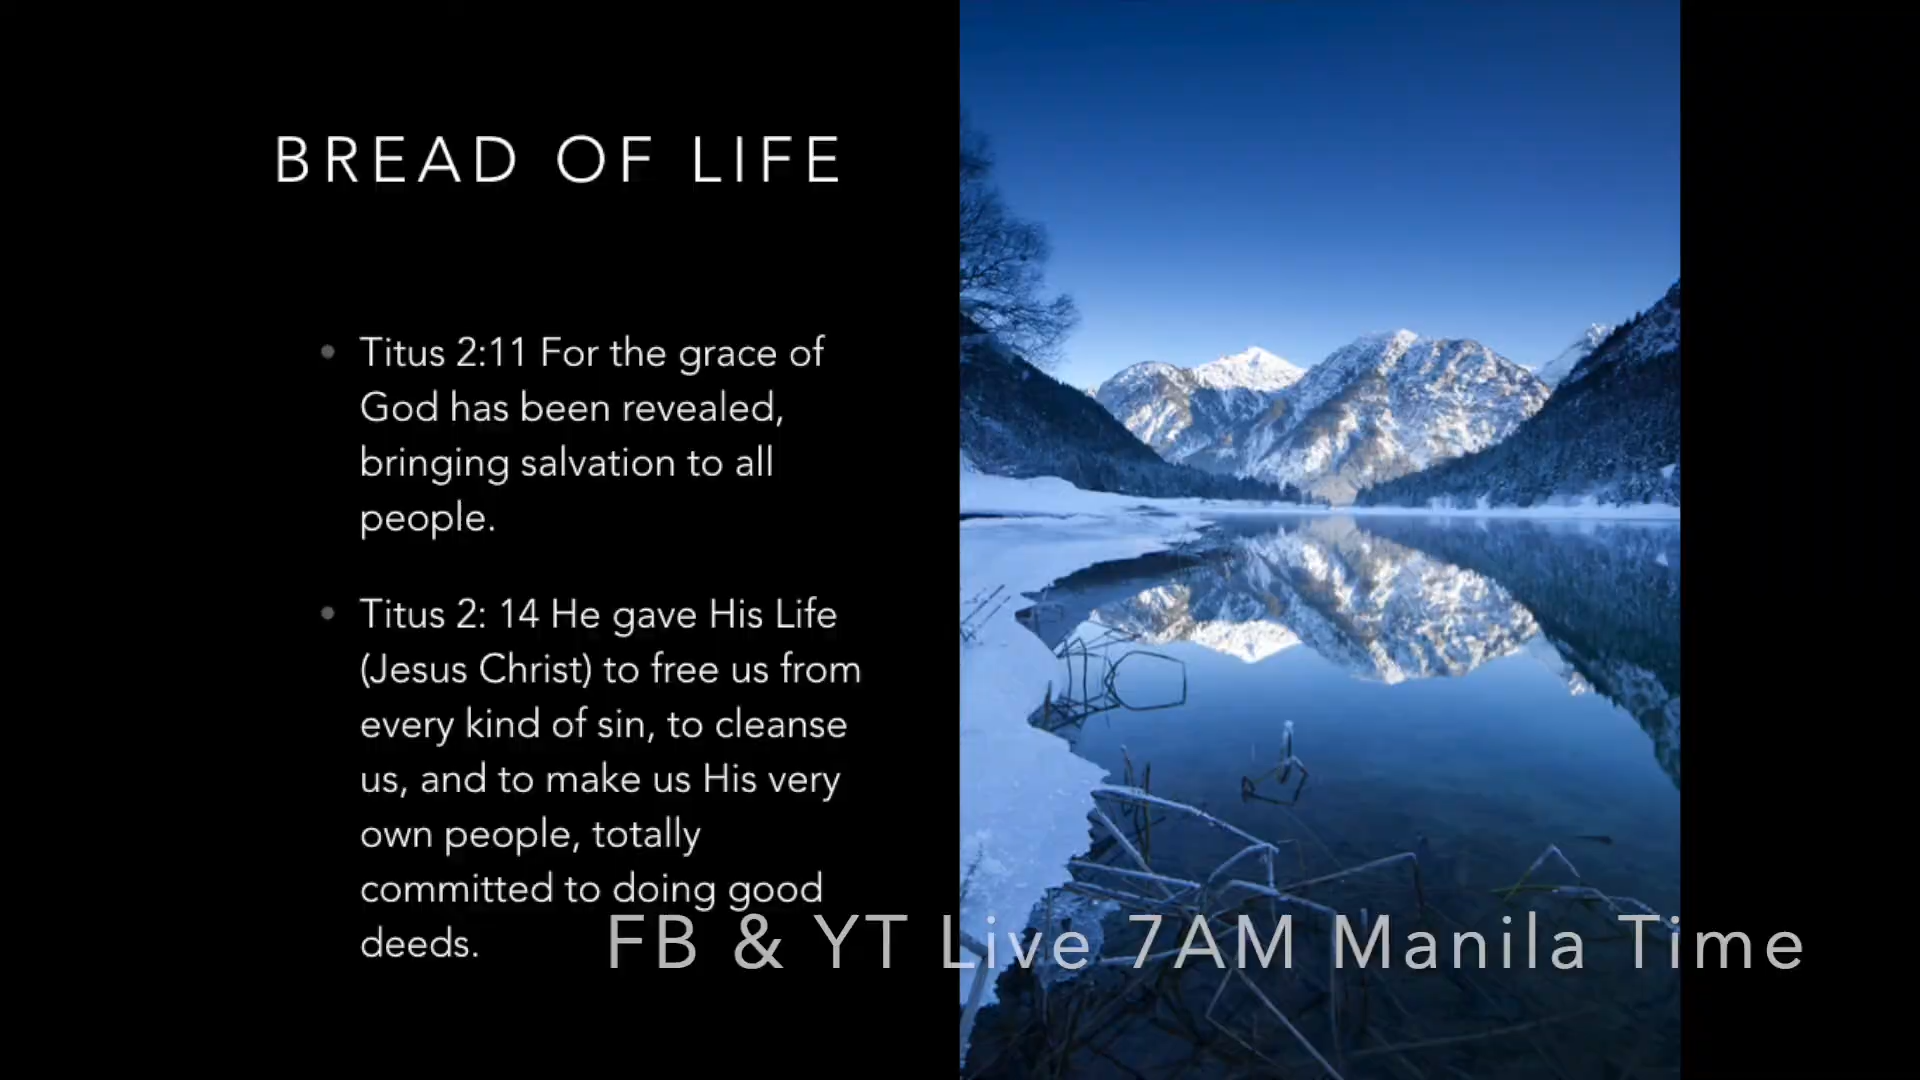 BREAD OF LIFE
• Titus 2:11 For the grace of
God has been revealed,
bringing salvation to all
people.
• Titus 2: 14 He gave His Life
(Jesus Christ) to free us from
every kind of sin, to cleanse
us, and to make us His very
own people, totally
committed to doing good
deeds.
FB & YT Live 7AM Manila Time